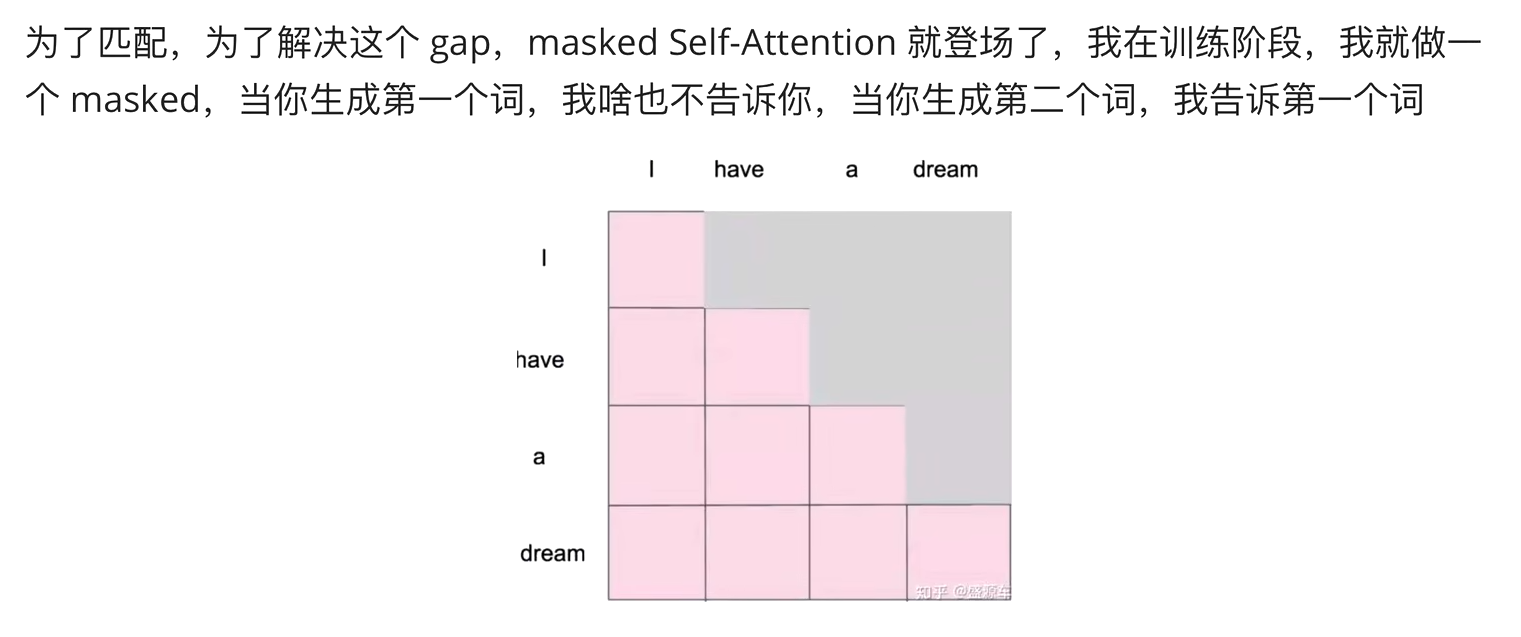 为了匹配，为了解决这个 gap，masked Self-Attention 就登场了，我在训练阶段，我就做一
个 masked，当你生成第一个词，我啥也不告诉你，当你生成第二个词，我告诉第一个词
I have a dream
I
have
a
dream
知乎 @盛源车